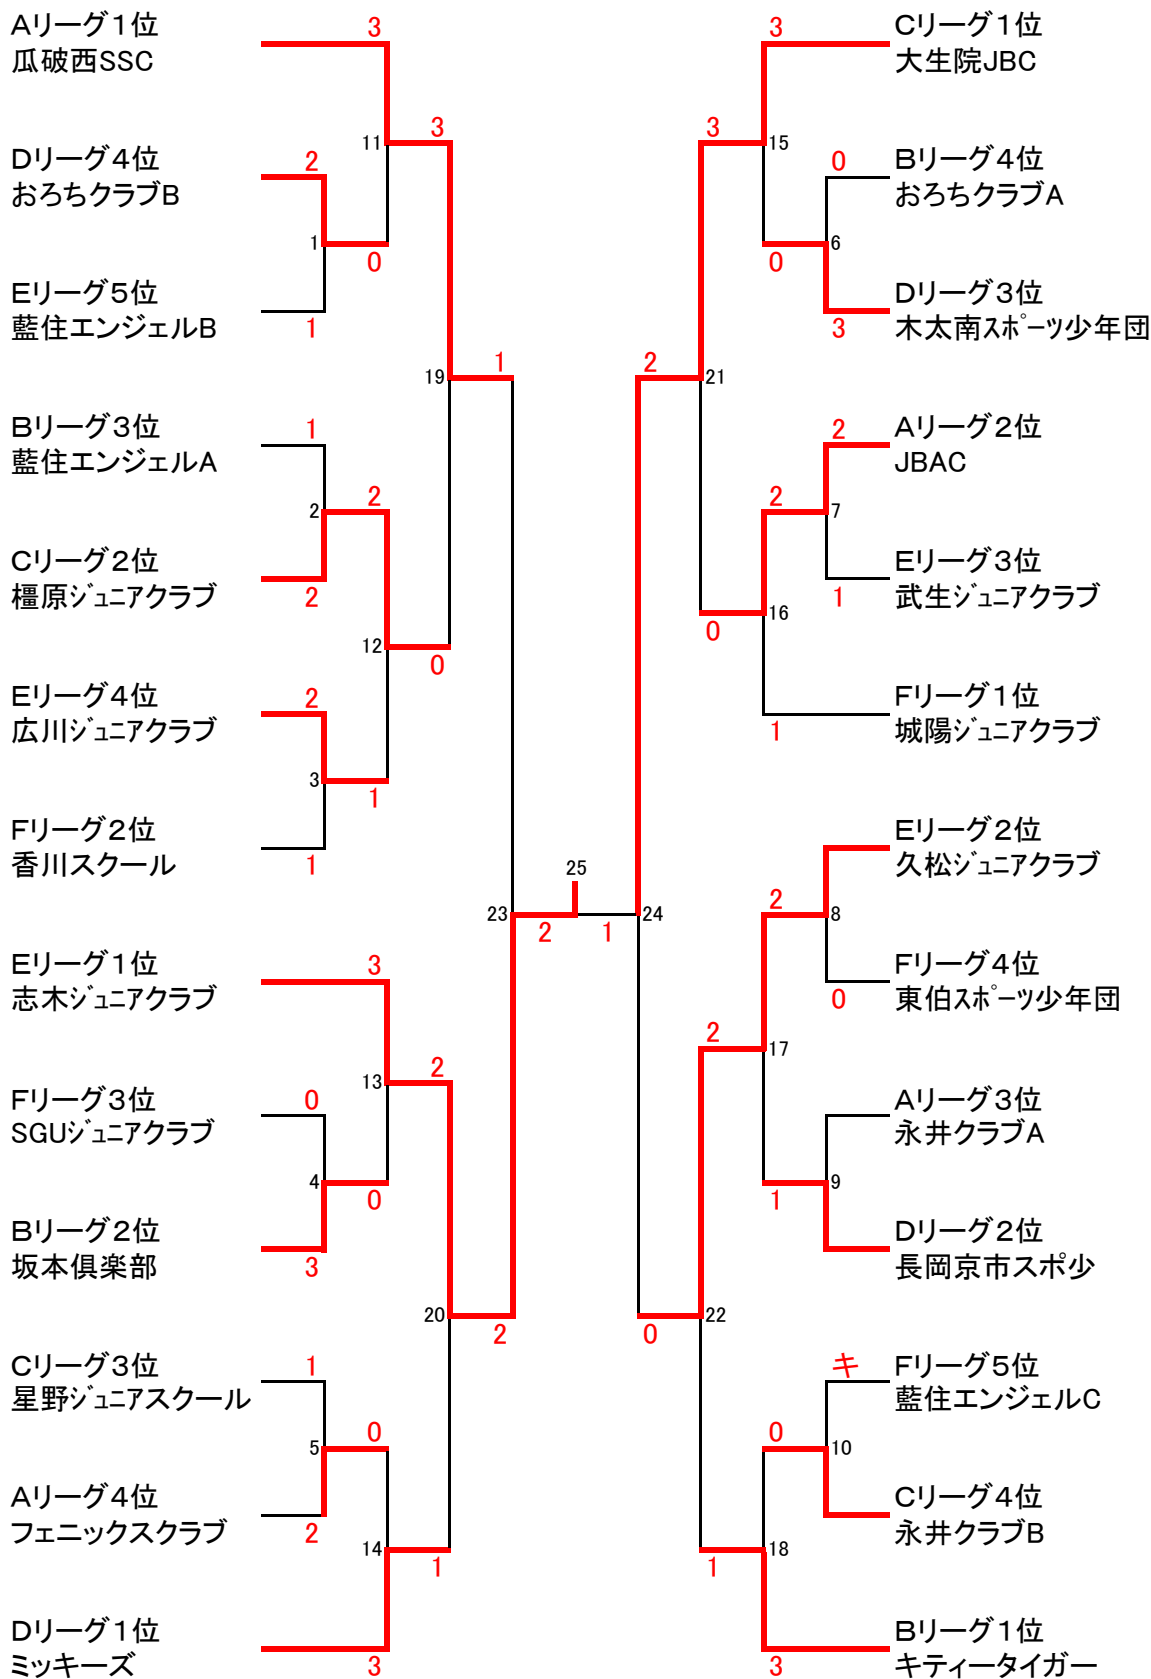 Aリーグ1位
瓜破西SSC
Dリーグ4位
おろちクラブB
Eリーグ5位
藍住エンジェルB
Bリーグ3位
藍住エンジェルA
Cリーグ2位
橿原ｼﾞｭﾆアクラブ
Eリーグ4位
広川ｼﾞｭﾆアクラブ
Fリーグ2位
香川スクール
Eリーグ1位
志木ｼﾞｭﾆアクラブ
Fリーグ3位
SGUｼﾞｭﾆアクラブ
Bリーグ2位
坂本倶楽部
Cリーグ3位
星野ｼﾞｭﾆアスクール
Aリーグ4位
フェニックスクラブ
Dリーグ1位
ミッキーズ
3
2
1
0
1
11
3
1
2
2
2
12
0
2
3
1
1
19
1
3
13
2
0
4
0
3
20
2
1
5
0
2
14
1
3
23
2
25
1
24
2
21
3
3
15
0
6
0
3
2
7
2
1
16
0
1
8
2
0
17
2
9
1
22
0
キ
10
0
18
1
3
Cリーグ1位
大生院JBC
Bリーグ4位
おろちクラブA
Dリーグ3位
木太南ｽﾎﾟｰﾂ少年団
Aリーグ2位
JBAC
Eリーグ3位
武生ｼﾞｭﾆアクラブ
Fリーグ1位
城陽ｼﾞｭﾆアクラブ
Eリーグ2位
久松ｼﾞｭﾆアクラブ
Fリーグ4位
東伯ｽﾎﾟｰﾂ少年団
Aリーグ3位
永井クラブA
Dリーグ2位
長岡京市スポ少
Fリーグ5位
藍住エンジェルC
Cリーグ4位
永井クラブB
Bリーグ1位
キティータイガー